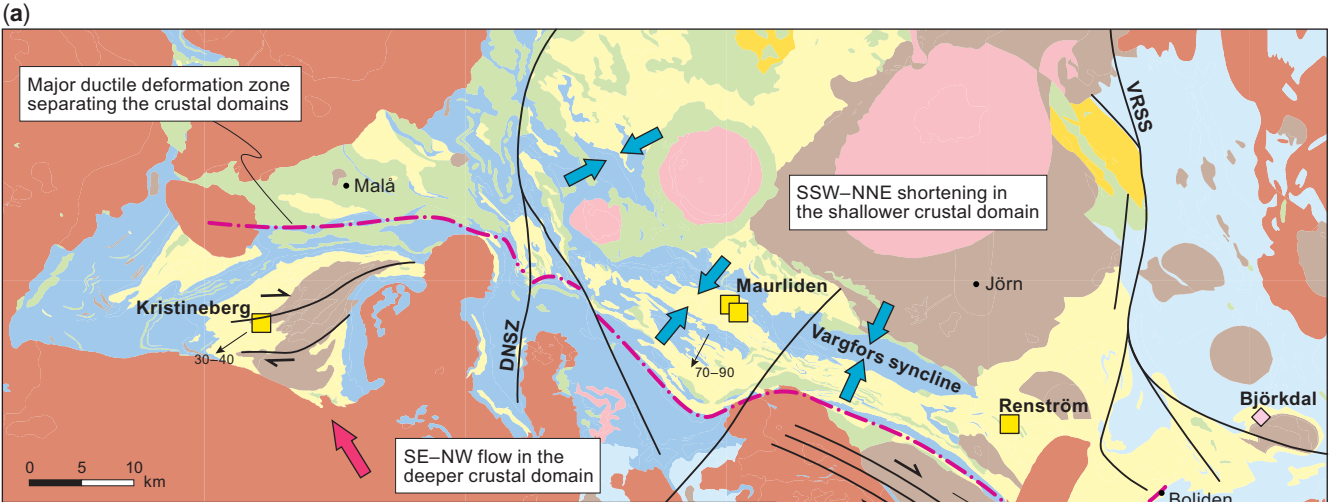 (a)
Major ductile deformation zone
separating the crustal domains
VRSS
Malå
SSW–NNE shortening in
the shallower crustal domain
Jörn
Maurliden
Kristineberg
30–40
DNSZ
70–90
Vargfors syncline
Renström
Björkdal
SE–NW flow in the
deeper crustal domain
0 5 10
km
Boliden